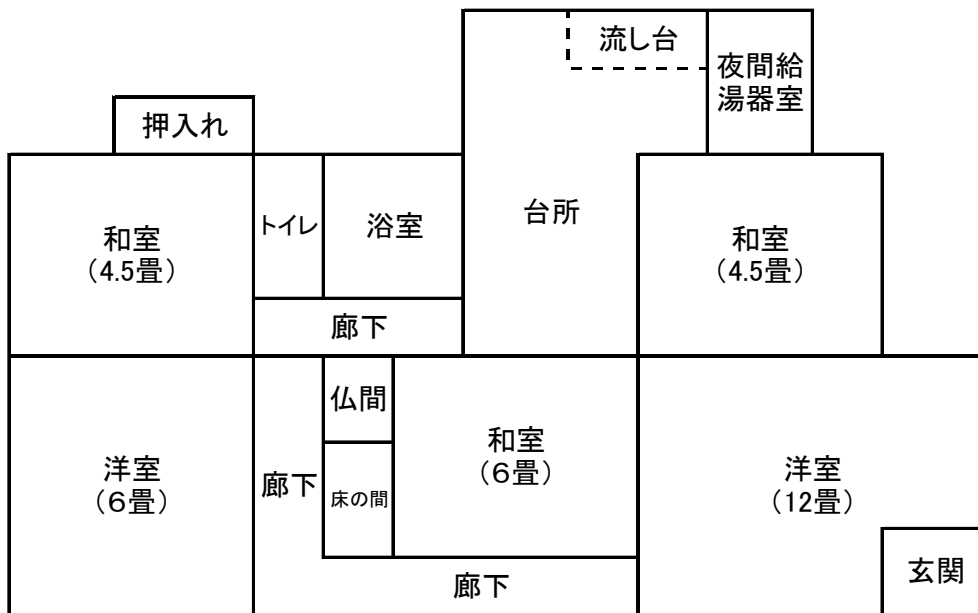 流し台
夜間給
湯器室
押入れ
和室
（4.5畳）
トイレ
浴室
台所
和室
（4.5畳）
廊下
洋室
（６畳）
廊下
仏間
床の間
和室
（６畳）
洋室
（12畳）
玄関
廊下